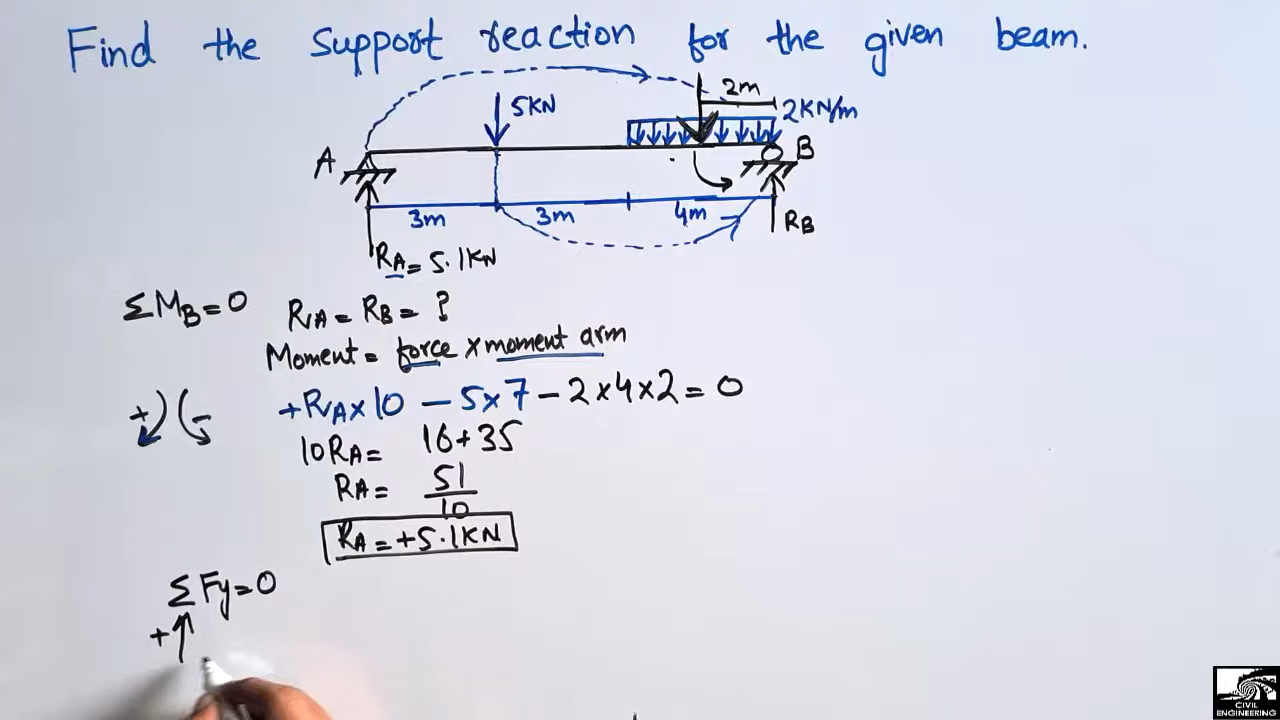 Find the support reaction for the given beam.
2m
5KN
2KN/m
A
B
3m 3m 4m
RB
RA = 5.1KN
ΣMB=0
RA = RB = ?
Moment = force × moment arm
+ ) ( -
+RA×10 - 5×7 - 2×4×2 = 0
10RA = 16+35
RA = 51/10
RA = +5.1KN
ΣFy=0
+↑
CIVIL
ENGINEERING